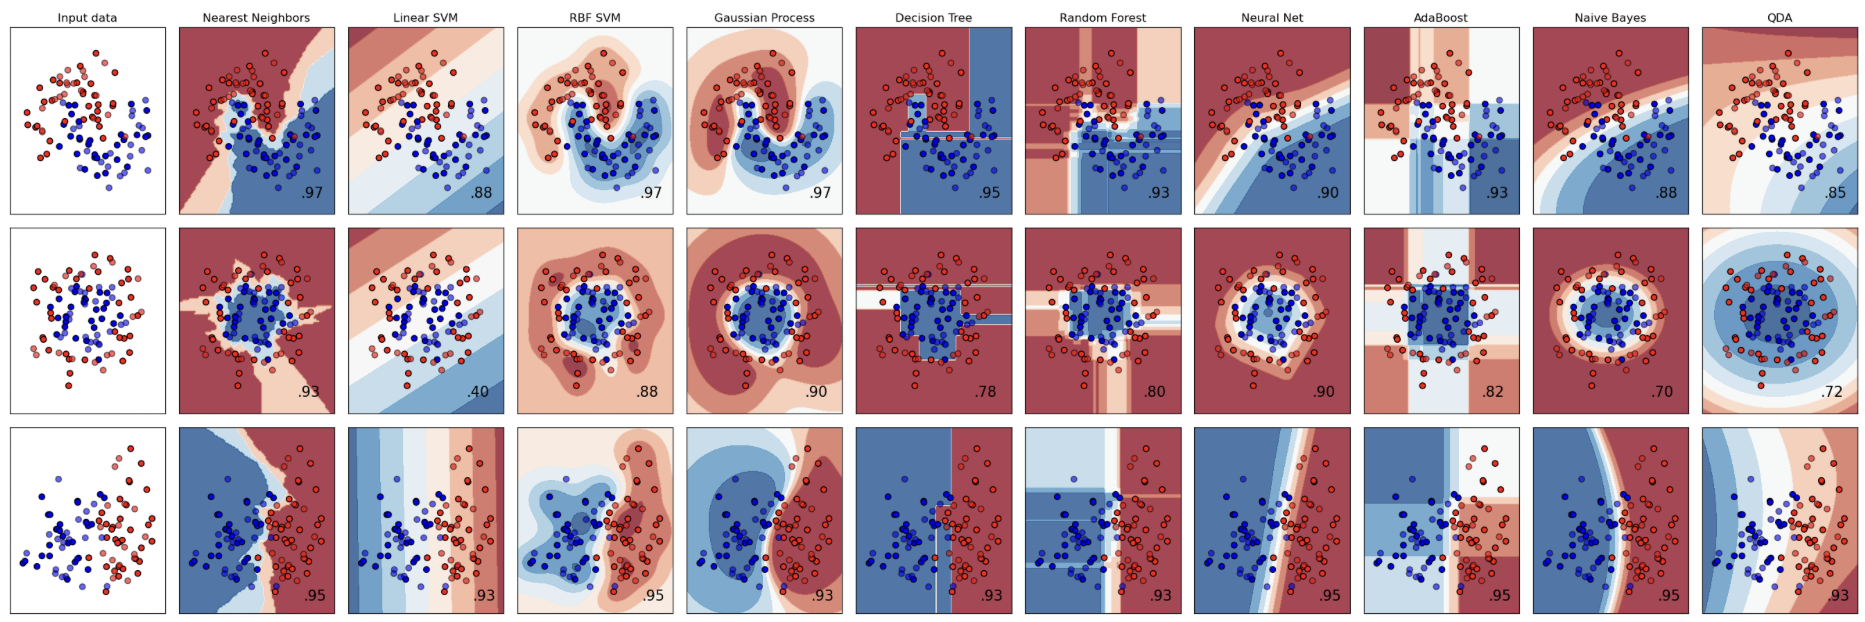 Input data Nearest Neighbors Linear SVM RBF SVM Gaussian Process Decision Tree Random Forest Neural Net AdaBoost Naive Bayes QDA
.97 .88 .97 .97 .95 .93 .90 .93 .88 .85
.93 .40 .88 .90 .78 .80 .90 .82 .70 .72
.95 .93 .95 .93 .93 .93 .95 .95 .95 .93